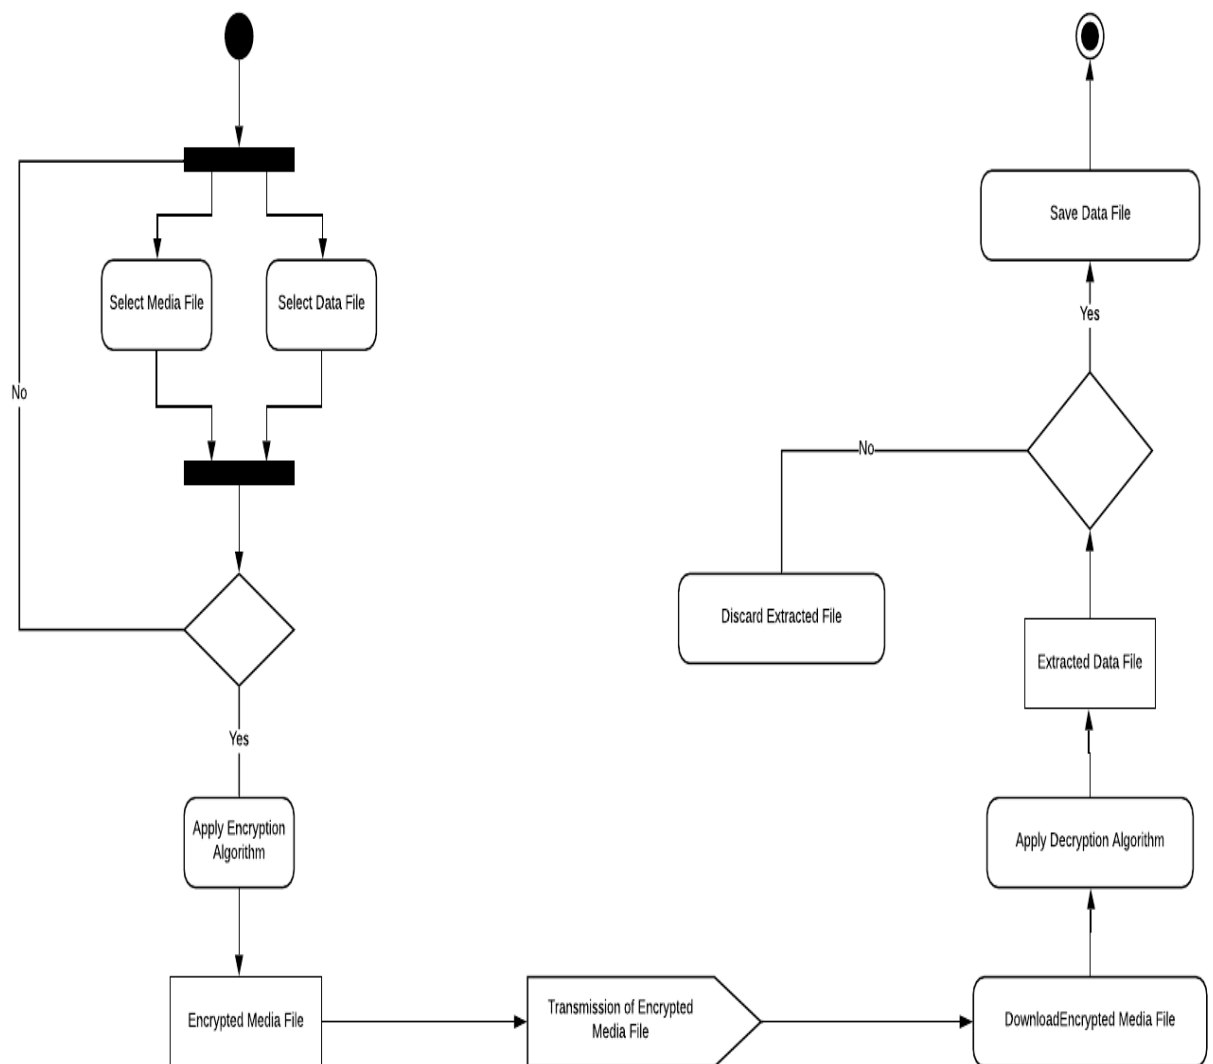 Select Media File
Select Data File
No
Yes
Apply Encryption
Algorithm
Encrypted Media File
Transmission of Encrypted
Media File
DownloadEncrypted Media File
Apply Decryption Algorithm
Extracted Data File
No
Discard Extracted File
Yes
Save Data File